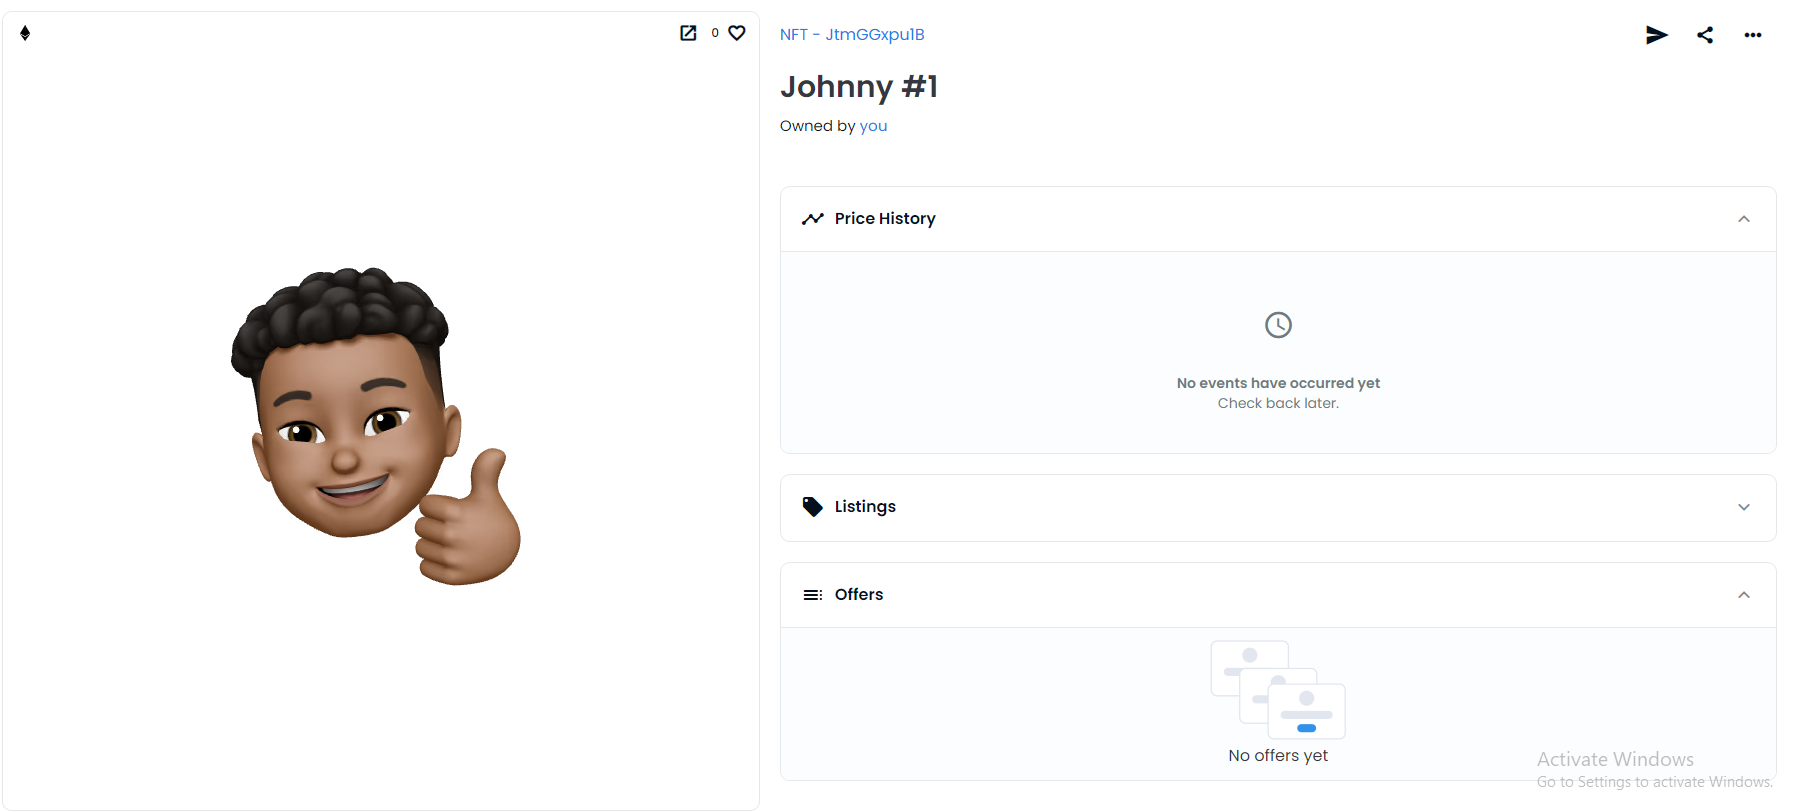 0
NFT - JtmGGxpu1B
Johnny #1
Owned by you
Price History
No events have occurred yet
Check back later.
Listings
Offers
No offers yet
Activate Windows
Go to Settings to activate Windows.